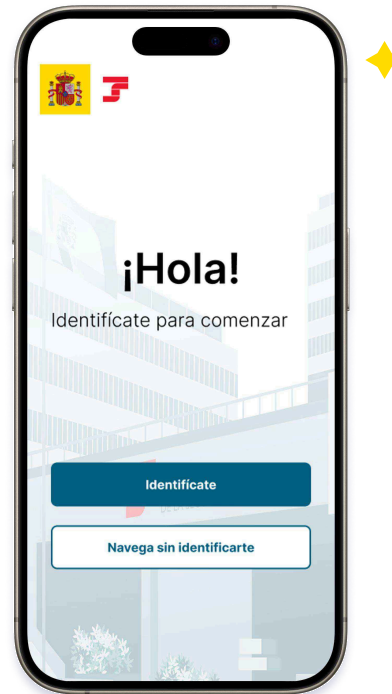 ¡Hola!
Identifícate para comenzar
Identifícate
Navega sin identificarte